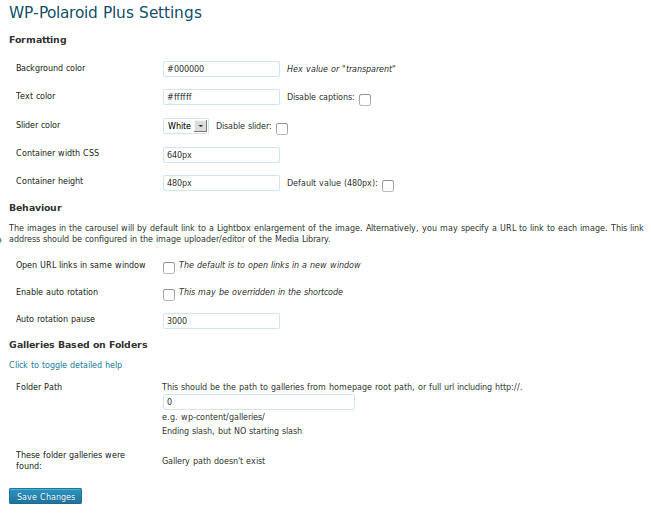 WP-Polaroid Plus Settings
Formatting
Background color #000000 Hex value or "transparent"
Text color #ffffff Disable captions:
Slider color White Disable slider:
Container width CSS 640px
Container height 480px Default value (480px):
Behaviour
The images in the carousel will by default link to a Lightbox enlargement of the image. Alternatively, you may specify a URL to link to each image. This link
address should be configured in the image uploader/editor of the Media Library.
Open URL links in same window The default is to open links in a new window
Enable auto rotation This may be overridden in the shortcode
Auto rotation pause 3000
Galleries Based on Folders
Click to toggle detailed help
Folder Path This should be the path to galleries from homepage root path, or full url including http://.
0
e.g. wp-content/galleries/
Ending slash, but NO starting slash
These folder galleries were
found: Gallery path doesn't exist
Save Changes